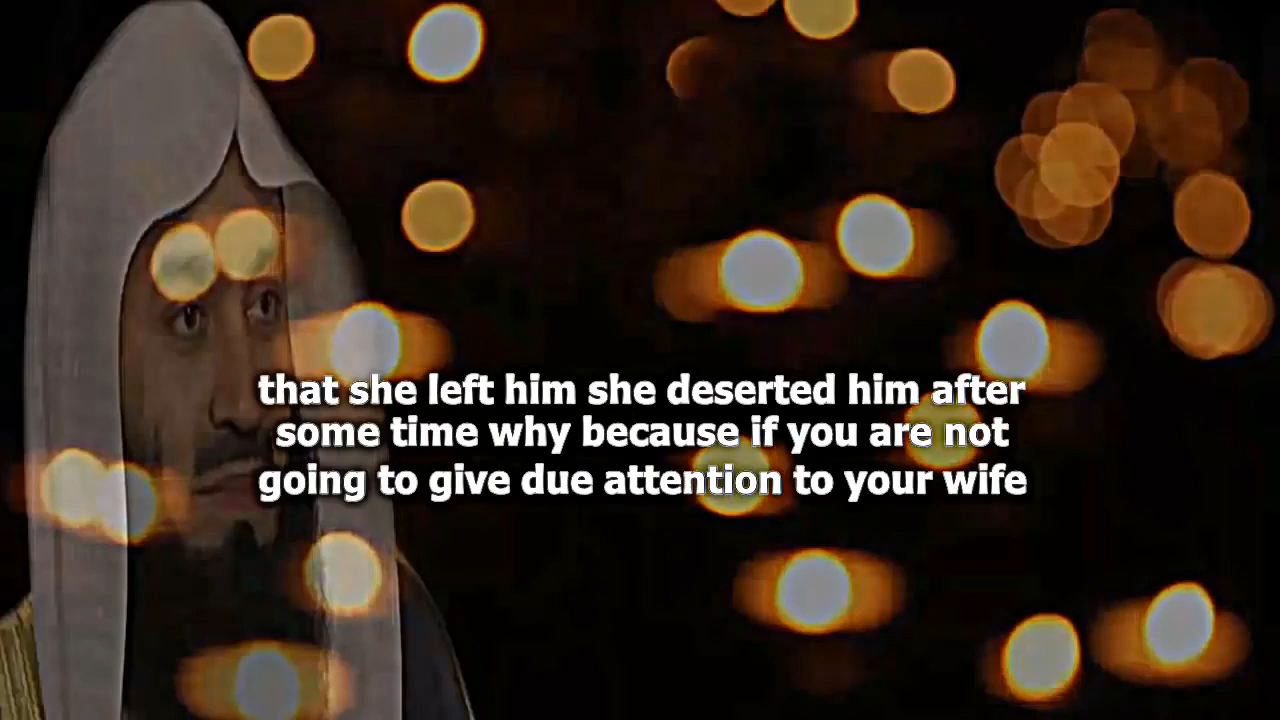 that she left him she deserted him after
some time why because if you are not
going to give due attention to your wife